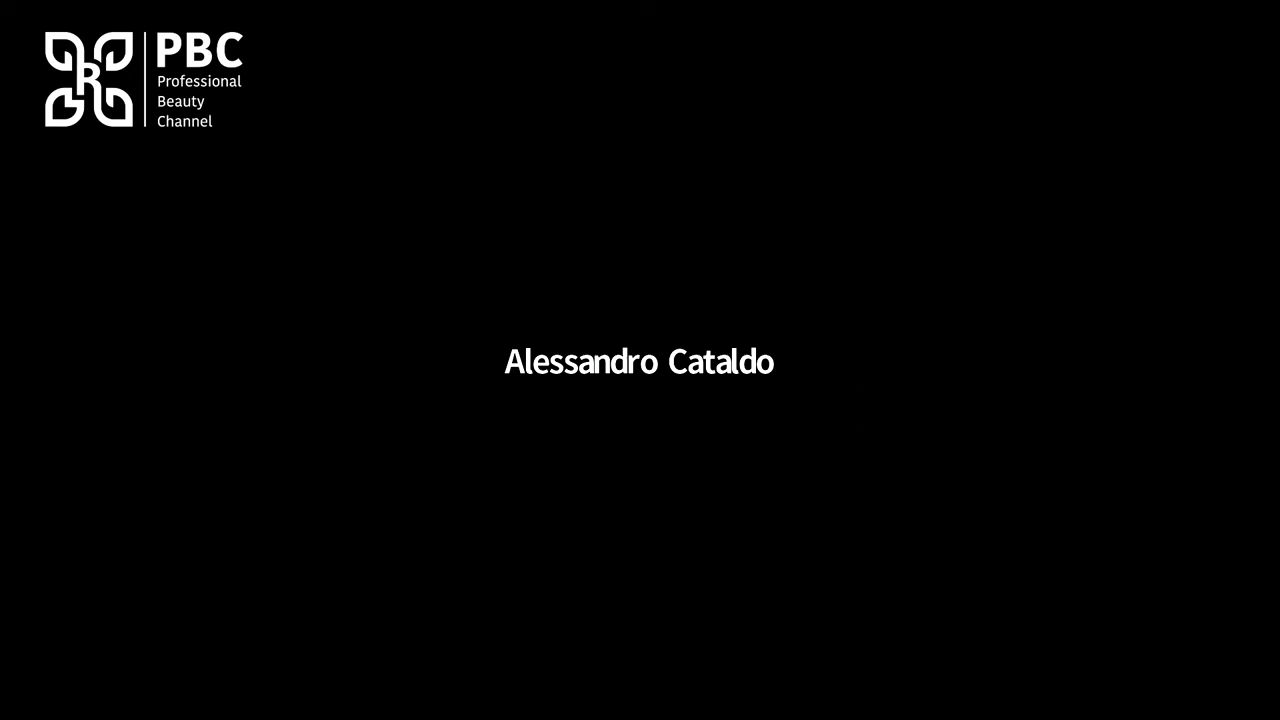 PBC
Professional
Beauty
Channel
Alessandro Cataldo